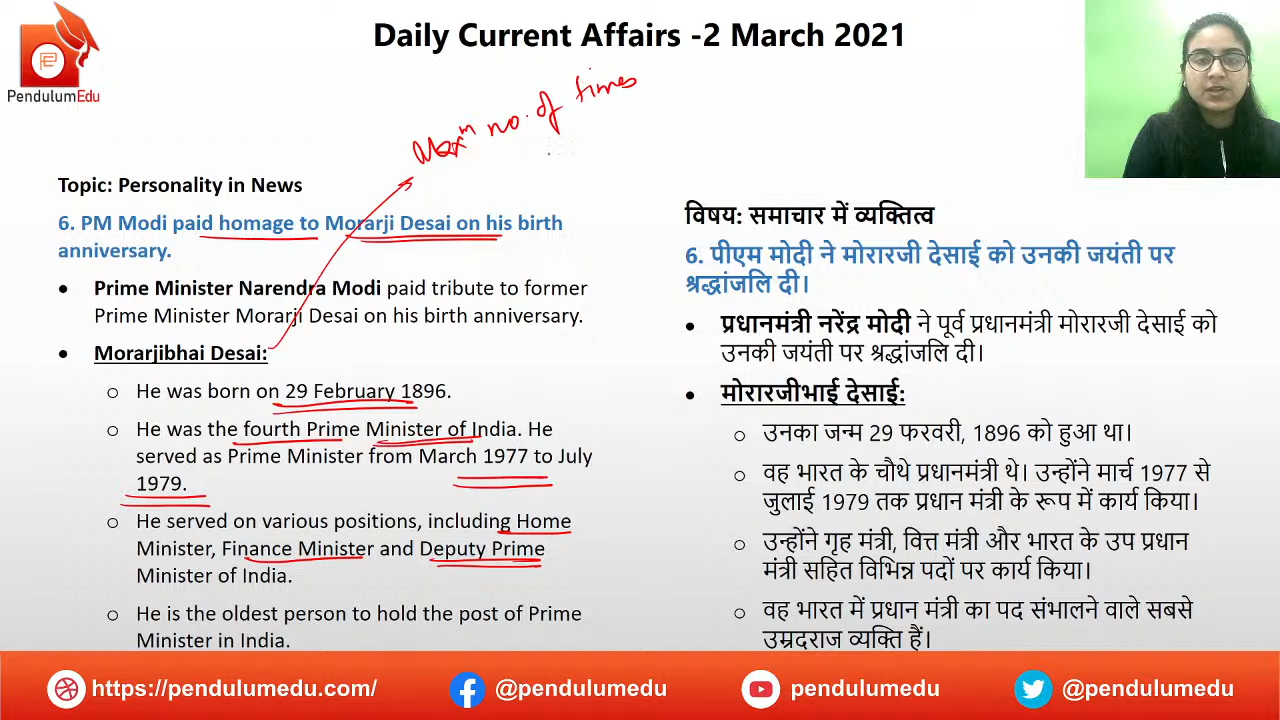 Daily Current Affairs -2 March 2021
PendulumEdu
Maxm no. of times
Topic: Personality in News
6. PM Modi paid homage to Morarji Desai on his birth
anniversary.
• Prime Minister Narendra Modi paid tribute to former
Prime Minister Morarji Desai on his birth anniversary.
• Morarjibhai Desai:
o He was born on 29 February 1896.
o He was the fourth Prime Minister of India. He
served as Prime Minister from March 1977 to July
1979.
o He served on various positions, including Home
Minister, Finance Minister and Deputy Prime
Minister of India.
o He is the oldest person to hold the post of Prime
Minister in India.
विषय: समाचार में व्यक्तित्व
6. पीएम मोदी ने मोरारजी देसाई को उनकी जयंती पर
श्रद्धांजलि दी।
• प्रधानमंत्री नरेंद्र मोदी ने पूर्व प्रधानमंत्री मोरारजी देसाई को
उनकी जयंती पर श्रद्धांजलि दी।
• मोरारजीभाई देसाई:
o उनका जन्म 29 फरवरी, 1896 को हुआ था।
o वह भारत के चौथे प्रधानमंत्री थे। उन्होंने मार्च 1977 से
जुलाई 1979 तक प्रधान मंत्री के रूप में कार्य किया।
o उन्होंने गृह मंत्री, वित्त मंत्री और भारत के उप प्रधान
मंत्री सहित विभिन्न पदों पर कार्य किया।
o वह भारत में प्रधान मंत्री का पद संभालने वाले सबसे
उम्रदराज व्यक्ति हैं।
https://pendulumedu.com/
@pendulumedu
pendulumedu
@pendulumedu